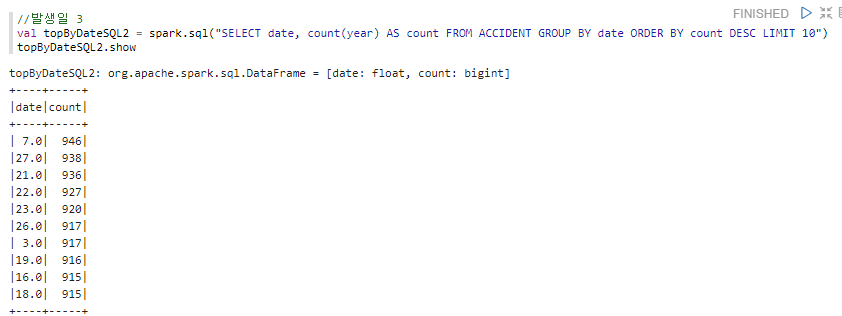 FINISHED
//발생일 3
val topByDateSQL2 = spark.sql("SELECT date, count(year) AS count FROM ACCIDENT GROUP BY date ORDER BY count DESC LIMIT 10")
topByDateSQL2.show
topByDateSQL2: org.apache.spark.sql.DataFrame = [date: float, count: bigint]
+----+-----+
|date|count|
+----+-----+
| 7.0|  946|
|27.0|  938|
|21.0|  936|
|22.0|  927|
|23.0|  920|
|26.0|  917|
| 3.0|  917|
|19.0|  916|
|16.0|  915|
|18.0|  915|
+----+-----+